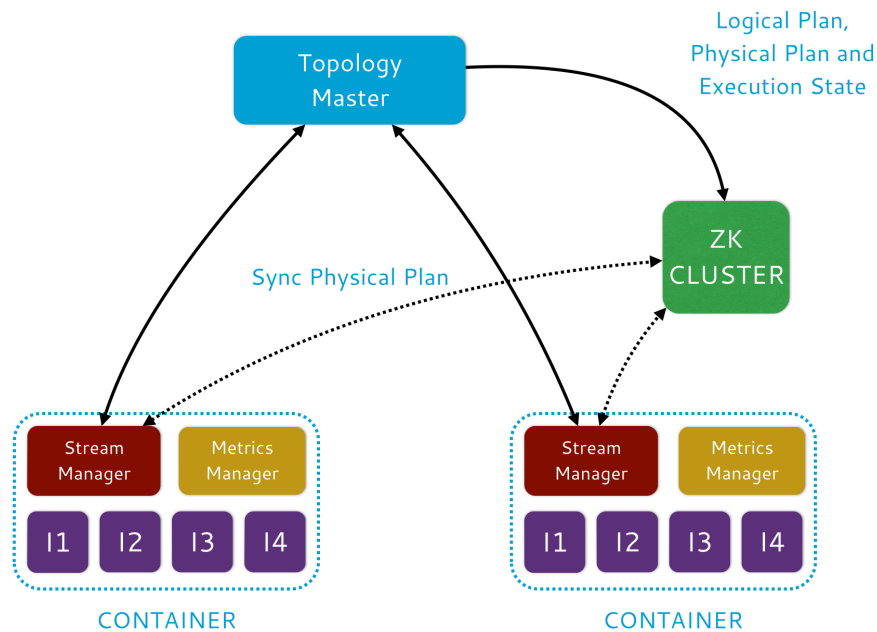 Logical Plan,
Physical Plan and
Execution State
Topology
Master
ZK
CLUSTER
Sync Physical Plan
Stream
Manager
Metrics
Manager
I1 I2 I3 I4
CONTAINER
Stream
Manager
Metrics
Manager
I1 I2 I3 I4
CONTAINER